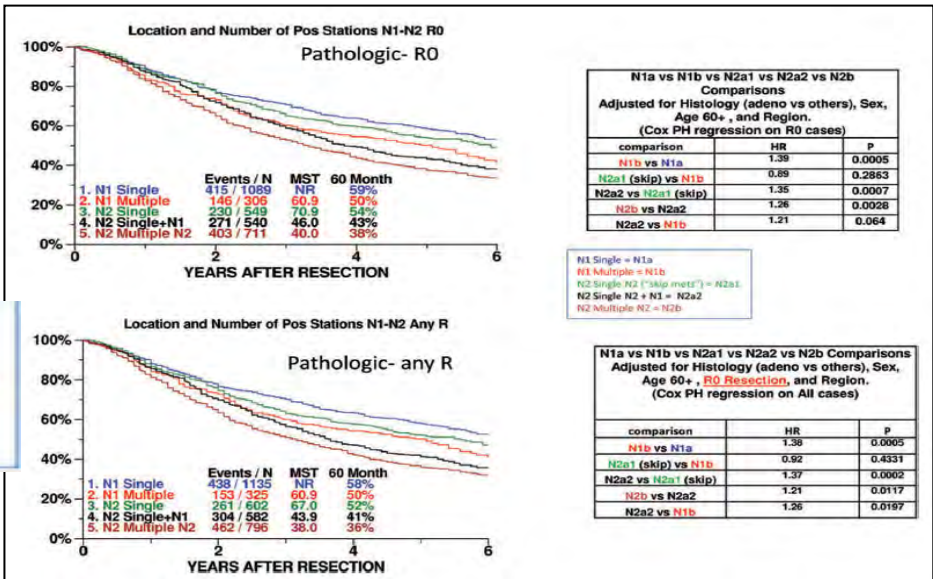 Location and Number of Pos Stations N1-N2 R0
Pathologic- R0
100%
80%
60%
40%
20%
0%
Events / N MST 60 Month
1. N1 Single 415 / 1089 NR 59%
2. N1 Multiple 146 / 306 60.9 50%
3. N2 Single 230 / 549 70.9 54%
4. N2 Single+N1 271 / 540 46.0 43%
5. N2 Multiple N2 403 / 711 40.0 38%
0 2 4 6
YEARS AFTER RESECTION
N1a vs N1b vs N2a1 vs N2a2 vs N2b
Comparisons
Adjusted for Histology (adeno vs others), Sex,
Age 60+ , and Region.
(Cox PH regression on R0 cases)
comparison HR P
N1b vs N1a 1.39 0.0005
N2a1 (skip) vs N1b 0.89 0.2863
N2a2 vs N2a1 (skip) 1.35 0.0007
N2b vs N2a2 1.26 0.0028
N2a2 vs N1b 1.21 0.064
N1 Single = N1a
N1 Multiple = N1b
N2 Single N2 ("skip mets") = N2a1
N2 Single N2 + N1 = N2a2
N2 Multiple N2 = N2b
Location and Number of Pos Stations N1-N2 Any R
Pathologic- any R
100%
80%
60%
40%
20%
0%
Events / N MST 60 Month
1. N1 Single 438 / 1135 NR 58%
2. N1 Multiple 153 / 325 60.9 50%
3. N2 Single 261 / 602 67.0 52%
4. N2 Single+N1 304 / 582 43.9 41%
5. N2 Multiple N2 462 / 796 38.0 36%
0 2 4 6
YEARS AFTER RESECTION
N1a vs N1b vs N2a1 vs N2a2 vs N2b Comparisons
Adjusted for Histology (adeno vs others), Sex,
Age 60+ , R0 Resection, and Region.
(Cox PH regression on All cases)
comparison HR P
N1b vs N1a 1.38 0.0005
N2a1 (skip) vs N1b 0.92 0.4331
N2a2 vs N2a1 (skip) 1.37 0.0002
N2b vs N2a2 1.21 0.0117
N2a2 vs N1b 1.26 0.0197